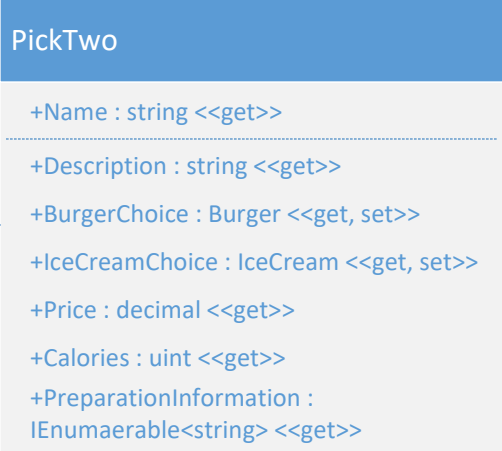 PickTwo
+Name : string <<get>>
+Description : string <<get>>
+BurgerChoice : Burger <<get, set>>
+IceCreamChoice : IceCream <<get, set>>
+Price : decimal <<get>>
+Calories : uint <<get>>
+PreparationInformation :
IEnumaerable<string> <<get>>